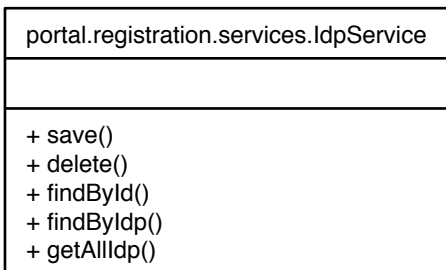 portal.registration.services.IdpService
+ save()
+ delete()
+ findById()
+ findByIdp()
+ getAllIdp()